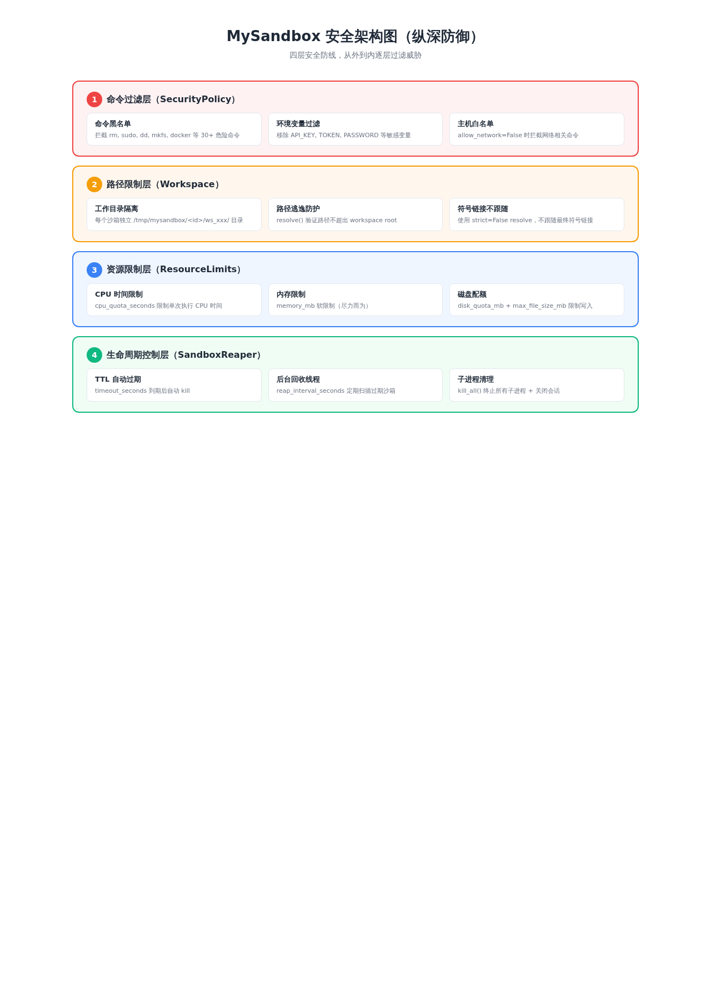 MySandbox 安全架构图（纵深防御）
四层安全防线，从外到内逐层过滤威胁
1 命令过滤层（SecurityPolicy）
命令黑名单
拦截 rm, sudo, dd, mkfs, docker 等 30+ 危险命令
环境变量过滤
移除 API_KEY, TOKEN, PASSWORD 等敏感变量
主机白名单
allow_network=False 时拦截网络相关命令
2 路径限制层（Workspace）
工作目录隔离
每个沙箱独立 /tmp/mysandbox/<id>/ws_xxx/ 目录
路径逃逸防护
resolve() 验证路径不超出 workspace root
符号链接不跟随
使用 strict=False resolve，不跟随最终符号链接
3 资源限制层（ResourceLimits）
CPU 时间限制
cpu_quota_seconds 限制单次执行 CPU 时间
内存限制
memory_mb 软限制（尽力而为）
磁盘配额
disk_quota_mb + max_file_size_mb 限制写入
4 生命周期控制层（SandboxReaper）
TTL 自动过期
timeout_seconds 到期后自动 kill
后台回收线程
reap_interval_seconds 定期扫描过期沙箱
子进程清理
kill_all() 终止所有子进程 + 关闭会话